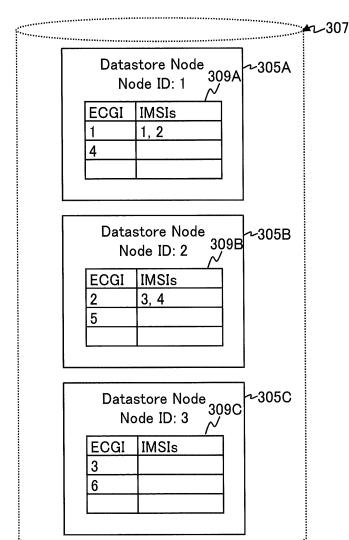 307
Datastore Node
305A
Node ID: 1
309A
ECGI IMSIs
1 1, 2
4
Datastore Node
305B
Node ID: 2
309B
ECGI IMSIs
2 3, 4
5
Datastore Node
305C
Node ID: 3
309C
ECGI IMSIs
3
6